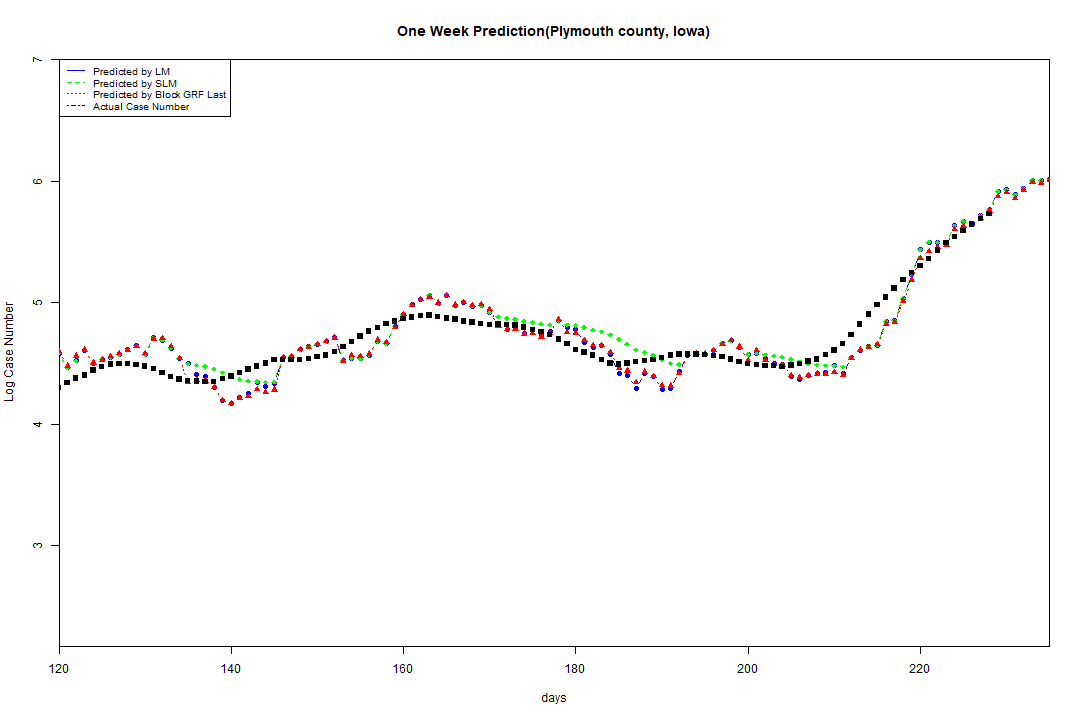 One Week Prediction(Plymouth county, Iowa)
Predicted by LM
Predicted by SLM
Predicted by Block GRF Last
Actual Case Number
Log Case Number
7
6
5
4
3
120 140 160 180 200 220
days